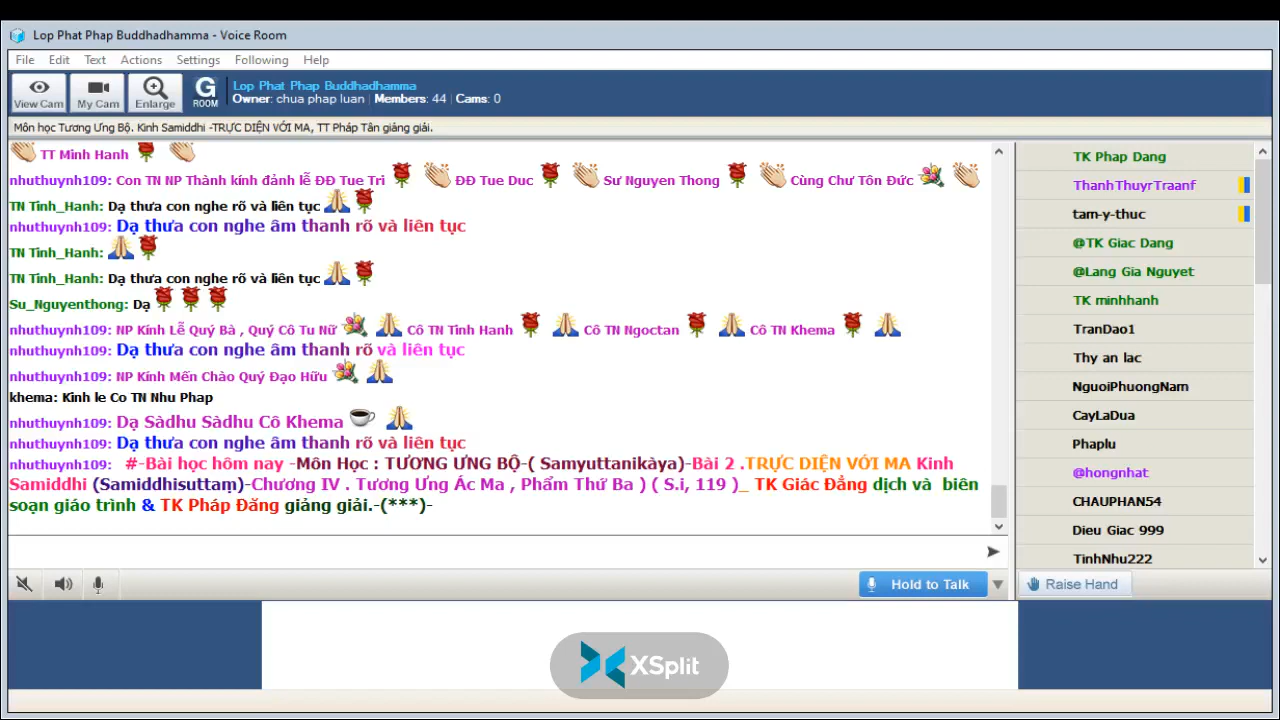 Lop Phat Phap Buddhadhamma - Voice Room
File Edit Text Actions Settings Following Help
View Cam My Cam Enlarge G ROOM
Lop Phat Phap Buddhadhamma
Owner: chua phap luan | Members: 44 | Cams: 0
Môn học Tương Ưng Bộ. Kinh Samiddhi -TRỰC DIỆN VỚI MA, TT Pháp Tân giảng giải.
TT Minh Hanh
nhuthuynh109: Con TN NP Thành kính đảnh lễ ĐĐ Tue Tri ĐĐ Tue Duc Sư Nguyen Thong Cùng Chư Tôn Đức
TN Tinh_Hanh: Dạ thưa con nghe rõ và liên tục
nhuthuynh109: Dạ thưa con nghe âm thanh rõ và liên tục
TN Tinh_Hanh:
TN Tinh_Hanh: Dạ thưa con nghe rõ và liên tục
Su_Nguyenthong: Dạ
nhuthuynh109: NP Kính Lễ Quý Bà , Quý Cô Tu Nữ Cô TN Tinh Hanh Cô TN Ngoctan Cô TN Khema
nhuthuynh109: Dạ thưa con nghe âm thanh rõ và liên tục
nhuthuynh109: NP Kính Mến Chào Quý Đạo Hữu
khema: Kinh le Co TN Nhu Phap
nhuthuynh109: Dạ Sàdhu Sàdhu Cô Khema
nhuthuynh109: Dạ thưa con nghe âm thanh rõ và liên tục
nhuthuynh109: #-Bài học hôm nay -Môn Học : TƯƠNG ƯNG BỘ-( Samyuttanikàya)-Bài 2 .TRỰC DIỆN VỚI MA Kinh
Samiddhi (Samiddhisuttaṃ)-Chương IV . Tương Ưng Ác Ma , Phẩm Thứ Ba ) ( S.i, 119 )_ TK Giác Đẳng dịch và biên
soạn giáo trình & TK Pháp Đăng giảng giải.-(***)-
TK Phap Dang
ThanhThuyrTraanf
tam-y-thuc
@TK Giac Dang
@Lang Gia Nguyet
TK minhhanh
TranDao1
Thy an lac
NguoiPhuongNam
CayLaDua
Phaplu
@hongnhat
CHAUPHAN54
Dieu Giac 999
TinhNhu222
Hold to Talk
Raise Hand
XSplit